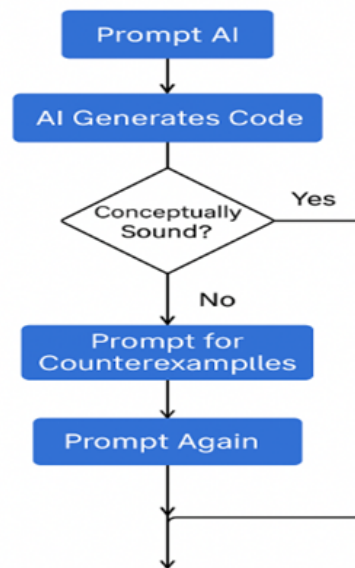 Prompt AI
AI Generates Code
Conceptually
Sound?
Yes
No
Prompt for
Counterexamplles
Prompt Again